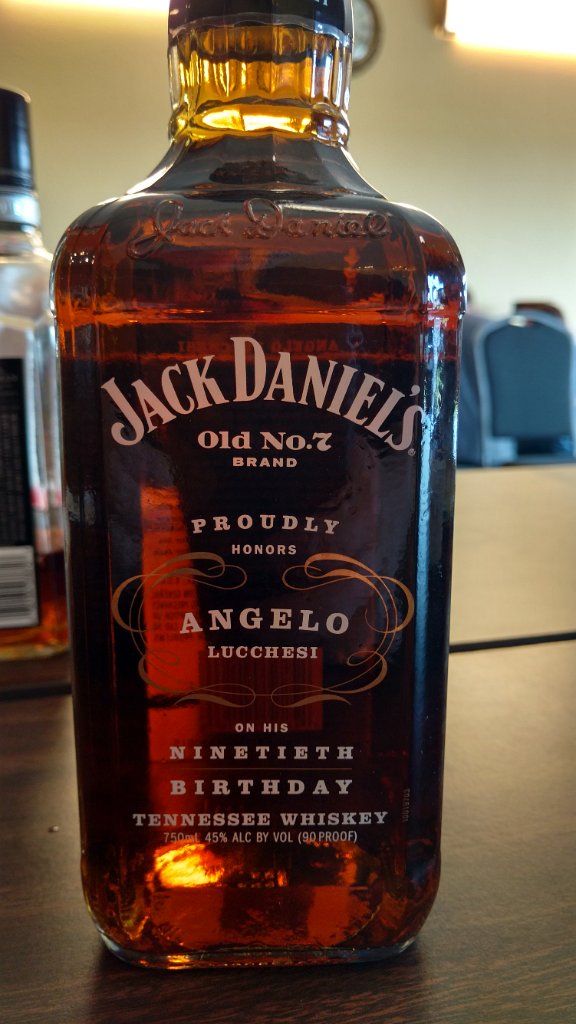 Jack Daniel
JACK DANIEL'S
Old No.7
BRAND
PROUDLY
HONORS
ANGELO
LUCCHESI
ON HIS
NINETIETH
BIRTHDAY
TENNESSEE WHISKEY
750mL 45% ALC BY VOL (90 PROOF)